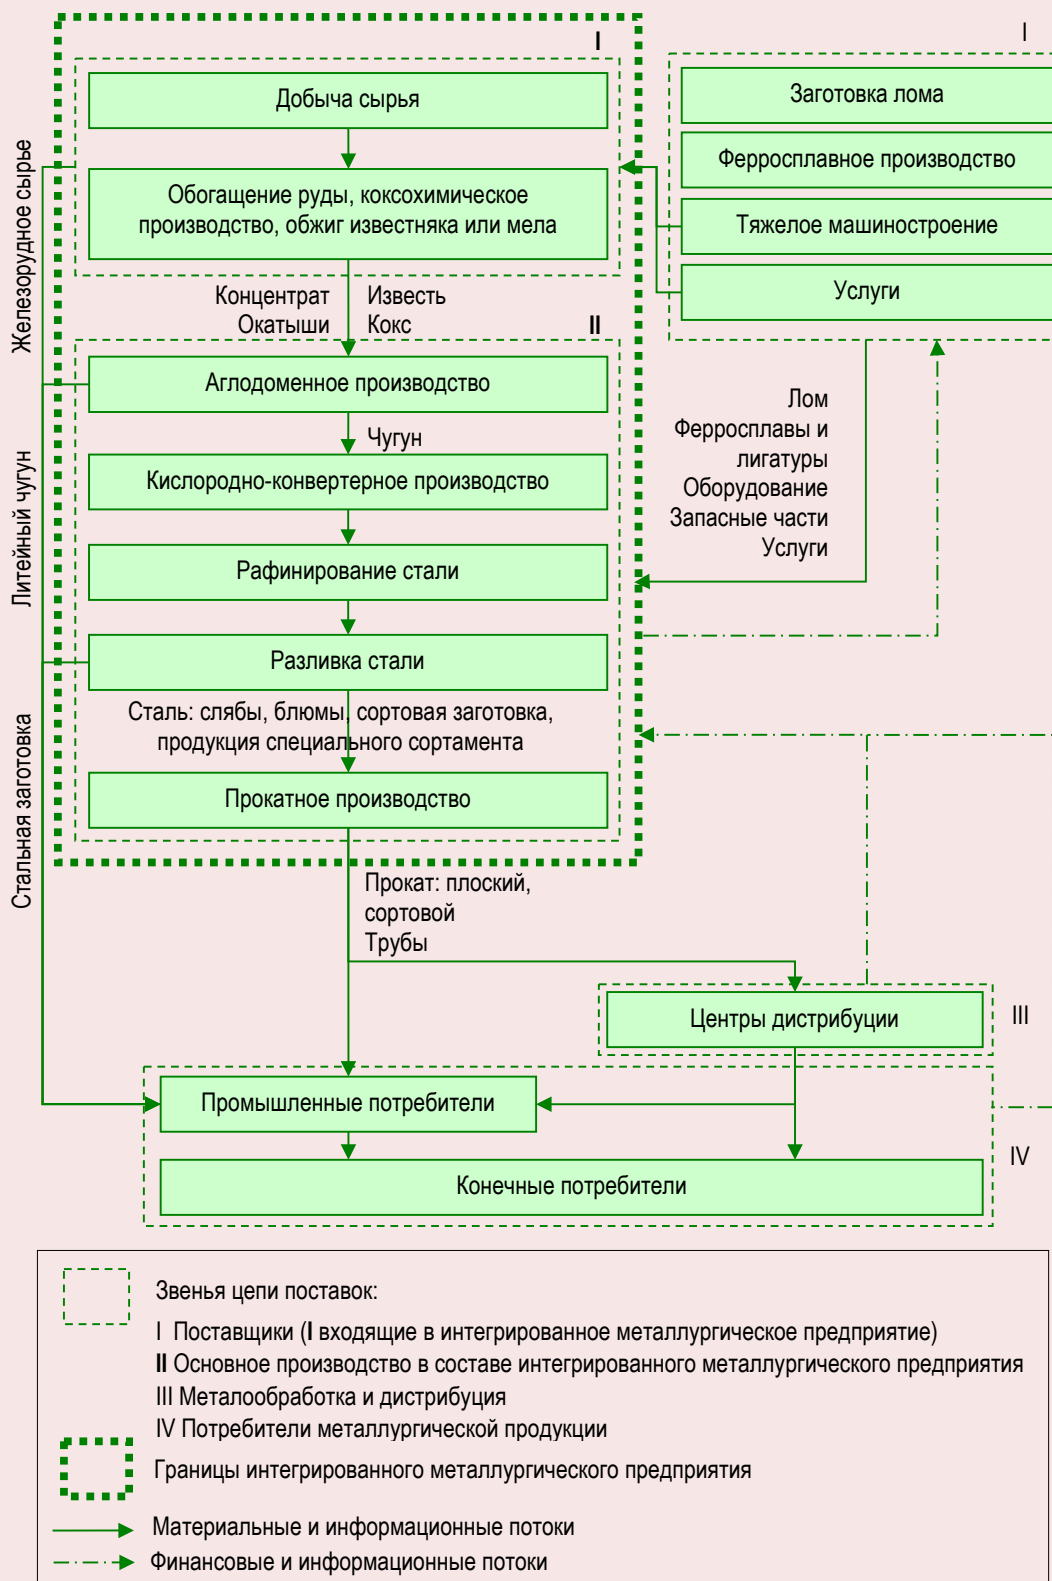 I
Добыча сырья
Обогащение руды, коксохимическое
производство, обжиг известняка или мела
I
Заготовка лома
Ферросплавное производство
Тяжелое машиностроение
Услуги
Железорудное сырье
Литейный чугун
Стальная заготовка
Концентрат
Окатыши
Известь
Кокс
II
Аглодоменное производство
Чугун
Кислородно-конвертерное производство
Рафинирование стали
Разливка стали
Сталь: слябы, блюмы, сортовая заготовка,
продукция специального сортамента
Прокатное производство
Лом
Ферросплавы и
лигатуры
Оборудование
Запасные части
Услуги
Прокат: плоский,
сортовой
Трубы
Центры дистрибуции
III
Промышленные потребители
Конечные потребители
IV
Звенья цепи поставок:
I Поставщики (I входящие в интегрированное металлургическое предприятие)
II Основное производство в составе интегрированного металлургического предприятия
III Металообработка и дистрибуция
IV Потребители металлургической продукции
Границы интегрированного металлургического предприятия
Материальные и информационные потоки
Финансовые и информационные потоки